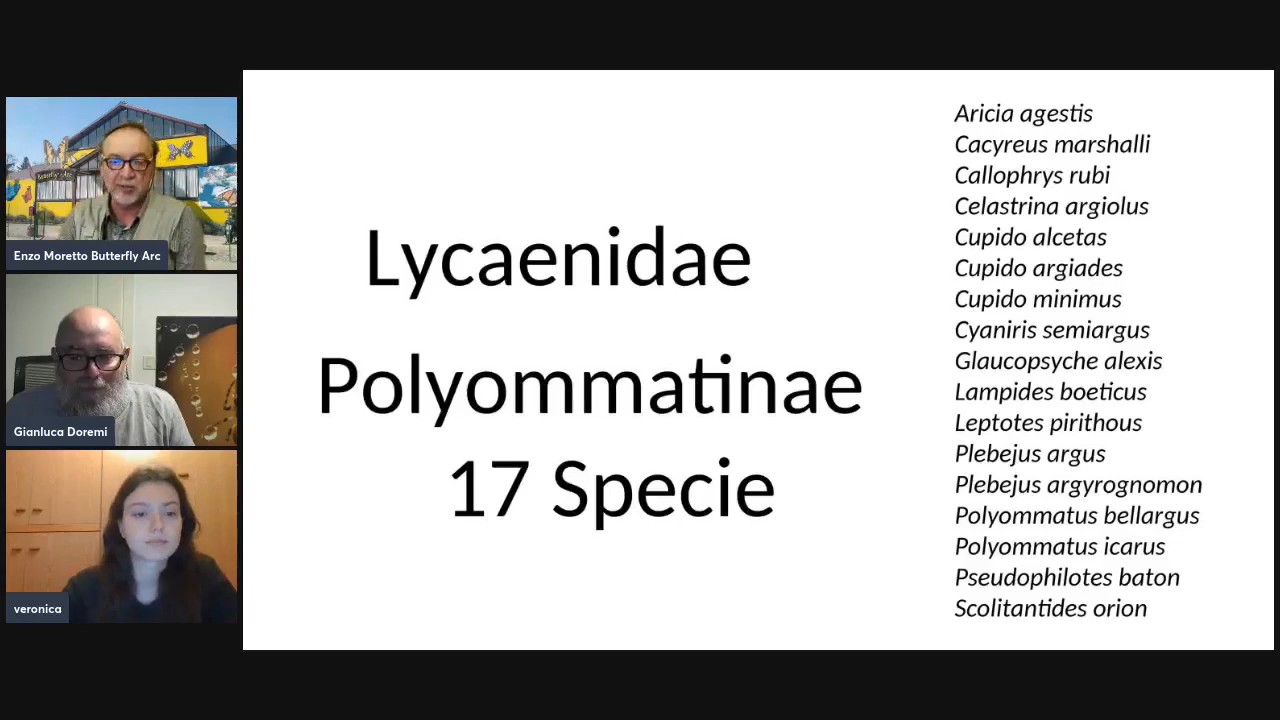 Butterfly Arc
Enzo Moretto Butterfly Arc
Gianluca Doremi
veronica
Lycaenidae
Polyommatinae
17 Specie
Aricia agestis
Cacyreus marshalli
Callophrys rubi
Celastrina argiolus
Cupido alcetas
Cupido argiades
Cupido minimus
Cyaniris semiargus
Glaucopsyche alexis
Lampides boeticus
Leptotes pirithous
Plebejus argus
Plebejus argyrognomon
Polyommatus bellargus
Polyommatus icarus
Pseudophilotes baton
Scolitantides orion